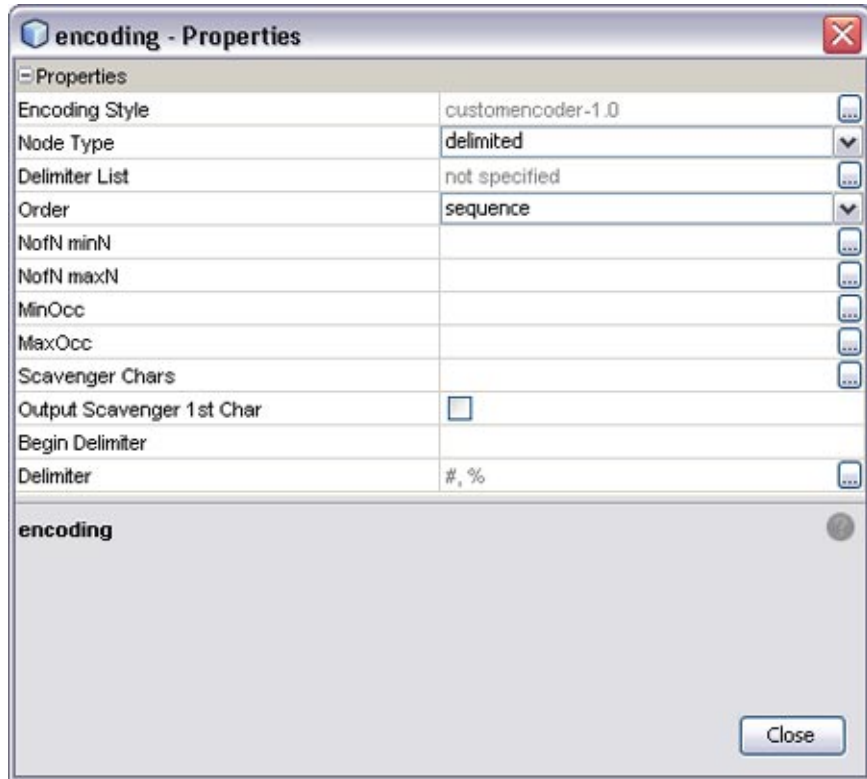 encoding - Properties
Properties
Encoding Style customencoder-1.0 ...
Node Type delimited
Delimiter List not specified ...
Order sequence
NofN minN ...
NofN maxN ...
MinOcc ...
MaxOcc ...
Scavenger Chars ...
Output Scavenger 1st Char
Begin Delimiter
Delimiter #, % ...
encoding ?
Close